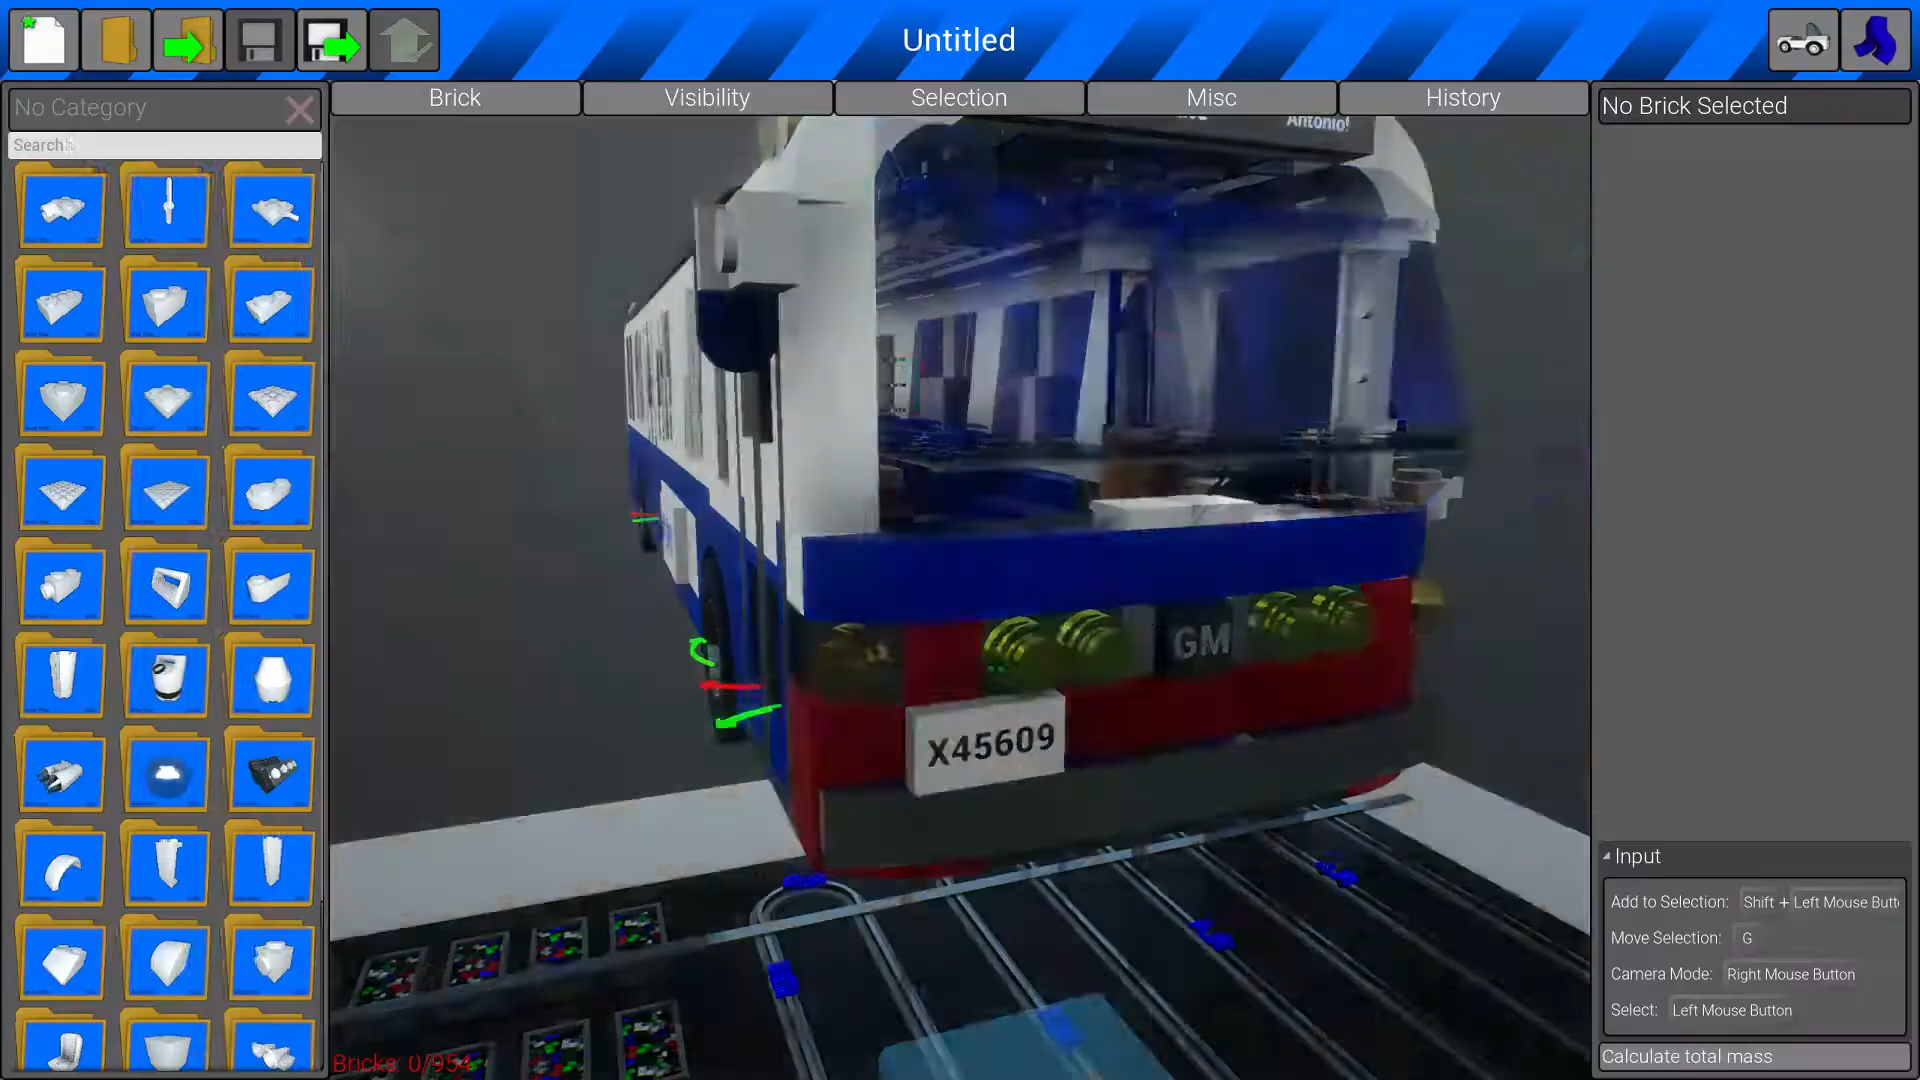 Untitled
No Category
Search
Brick
Visibility
Selection
Misc
History
No Brick Selected
Antonio!
GM
X45609
Input
Add to Selection: Shift + Left Mouse Butt
Move Selection: G
Camera Mode: Right Mouse Button
Select: Left Mouse Button
Bricks: 0/954
Calculate total mass